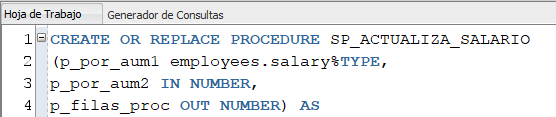 Hoja de Trabajo Generador de Consultas
1 CREATE OR REPLACE PROCEDURE SP_ACTUALIZA_SALARIO
2 (p_por_aum1 employees.salary%TYPE,
3 p_por_aum2 IN NUMBER,
4 p_filas_proc OUT NUMBER) AS